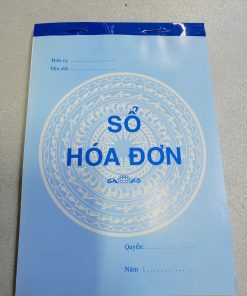 Đơn vị:
Địa chỉ:
SỔ
HÓA ĐƠN
Quyển: . . . . . . . . . . . . . .
Năm : . . . . . . . . . . . . . .